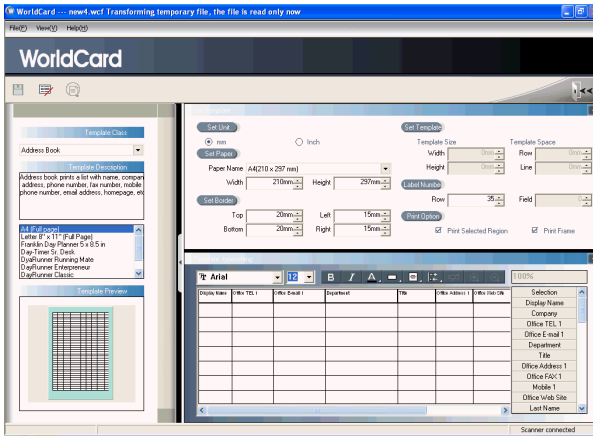 WorldCard --- new4.wcf Transforming temporary file, the file is read only now
File(F) View(V) Help(H)
WorldCard
Template Class
Address Book
Template Description
Address book prints a list with name, compan
address, phone number, fax number, mobile
phone number, email address, homepage, etc
A4 (Full page)
Letter 8" x 11" (Full Page)
Franklin Day Planner 5 x 8.5 in
Day-Timer Sr. Desk
DyaRunner Running Mate
DayRunner Entrepreneur
DayRunner Classic
Template Preview
Set Unit
mm
Inch
Set Paper
Paper Name A4(210 x 297 mm)
Width 210mm Height 297mm
Set Border
Top 20mm Left 15mm
Bottom 20mm Right 15mm
Set Template
Template Size Template Space
Width 0mm Row 0mm
Height 0mm Line 0mm
Label Number
Row 35 Field 0
Print Option
Print Selected Region Print Frame
Arial 12 B I A 100%
Display Name Office TEL 1 Office E-mail 1 Department Title Office Address 1 Office Web Site
Selection
Display Name
Company
Office TEL 1
Office E-mail 1
Department
Title
Office Address 1
Office FAX 1
Mobile 1
Office Web Site
Last Name
Scanner connected